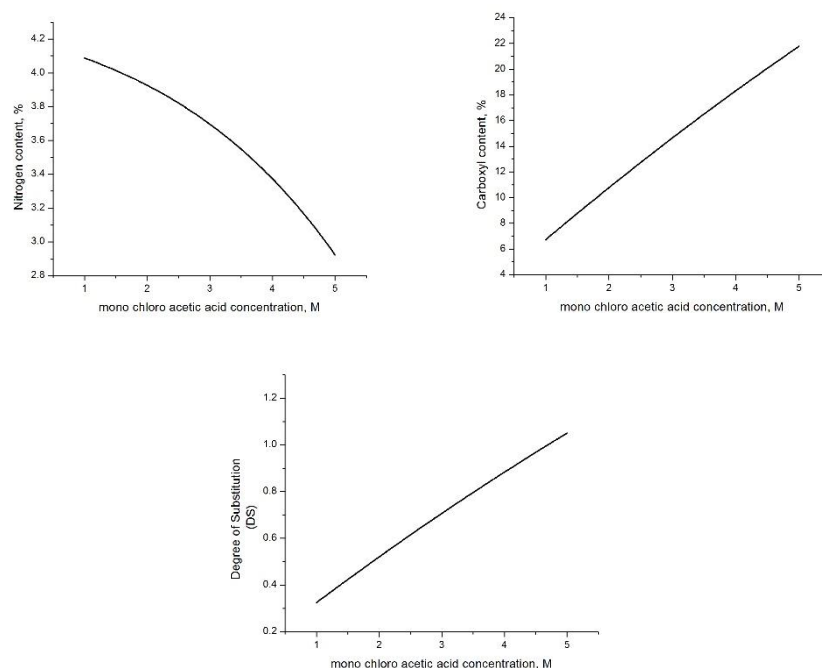 4.2
4.0
3.8
3.6
3.4
3.2
3.0
2.8
Nitrogen content, %
1 2 3 4 5
mono chloro acetic acid concentration, M
24
22
20
18
16
14
12
10
8
6
4
Carboxyl content, %
1 2 3 4 5
mono chloro acetic acid concentration, M
1.2
1.0
0.8
0.6
0.4
0.2
Degree of Substitution
(DS)
1 2 3 4 5
mono chloro acetic acid concentration, M